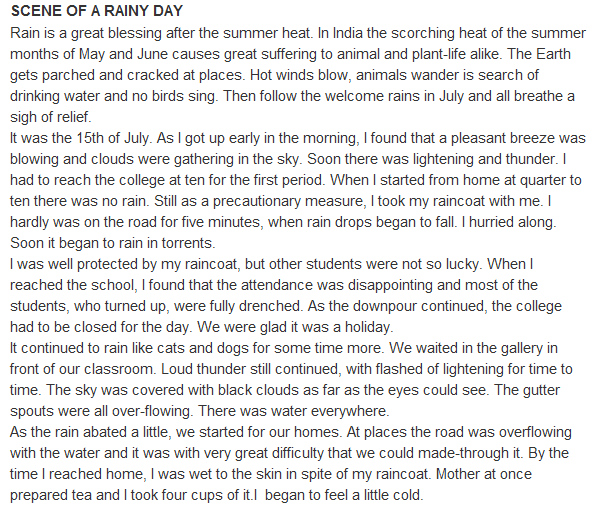 SCENE OF A RAINY DAY
Rain is a great blessing after the summer heat. In India the scorching heat of the summer
months of May and June causes great suffering to animal and plant-life alike. The Earth
gets parched and cracked at places. Hot winds blow, animals wander is search of
drinking water and no birds sing. Then follow the welcome rains in July and all breathe a
sigh of relief.
It was the 15th of July. As I got up early in the morning, I found that a pleasant breeze was
blowing and clouds were gathering in the sky. Soon there was lightening and thunder. I
had to reach the college at ten for the first period. When I started from home at quarter to
ten there was no rain. Still as a precautionary measure, I took my raincoat with me. I
hardly was on the road for five minutes, when rain drops began to fall. I hurried along.
Soon it began to rain in torrents.
I was well protected by my raincoat, but other students were not so lucky. When I
reached the school, I found that the attendance was disappointing and most of the
students, who turned up, were fully drenched. As the downpour continued, the college
had to be closed for the day. We were glad it was a holiday.
It continued to rain like cats and dogs for some time more. We waited in the gallery in
front of our classroom. Loud thunder still continued, with flashed of lightening for time to
time. The sky was covered with black clouds as far as the eyes could see. The gutter
spouts were all over-flowing. There was water everywhere.
As the rain abated a little, we started for our homes. At places the road was overflowing
with the water and it was with very great difficulty that we could made-through it. By the
time I reached home, I was wet to the skin in spite of my raincoat. Mother at once
prepared tea and I took four cups of it.I  began to feel a little cold.